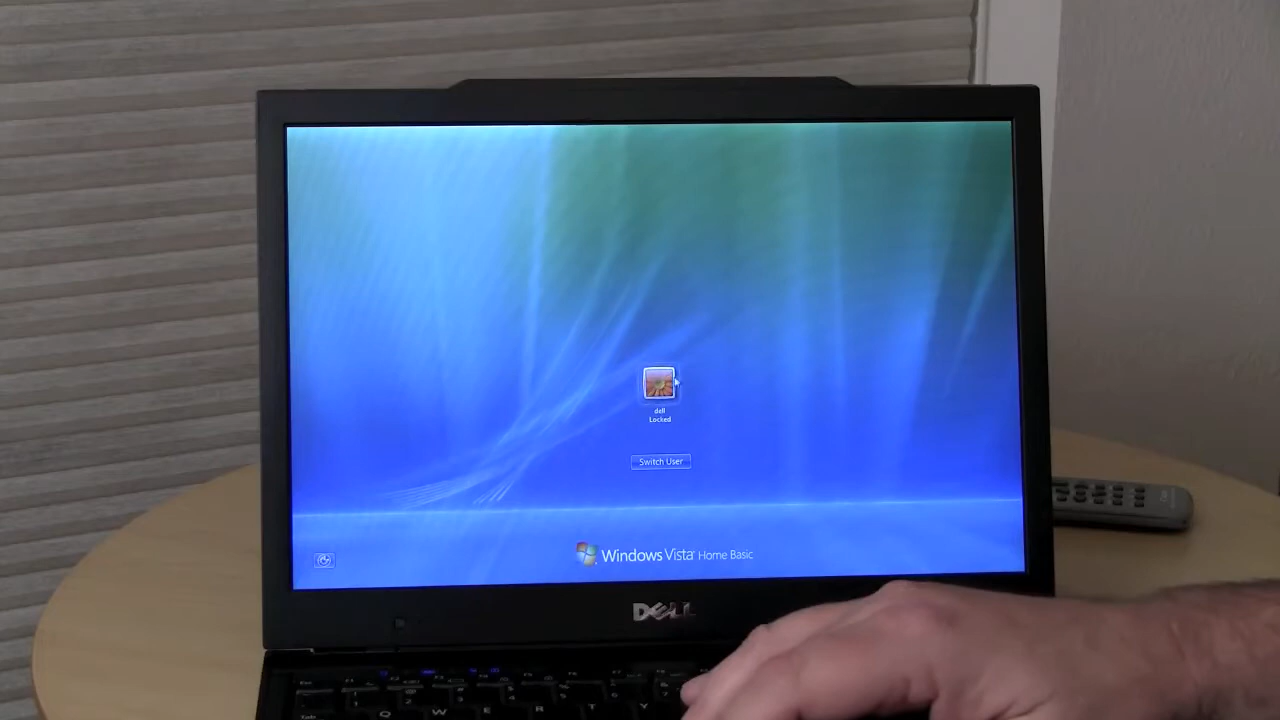 dell
Locked
Switch User
Windows Vista Home Basic
DELL
Q W E R T Y